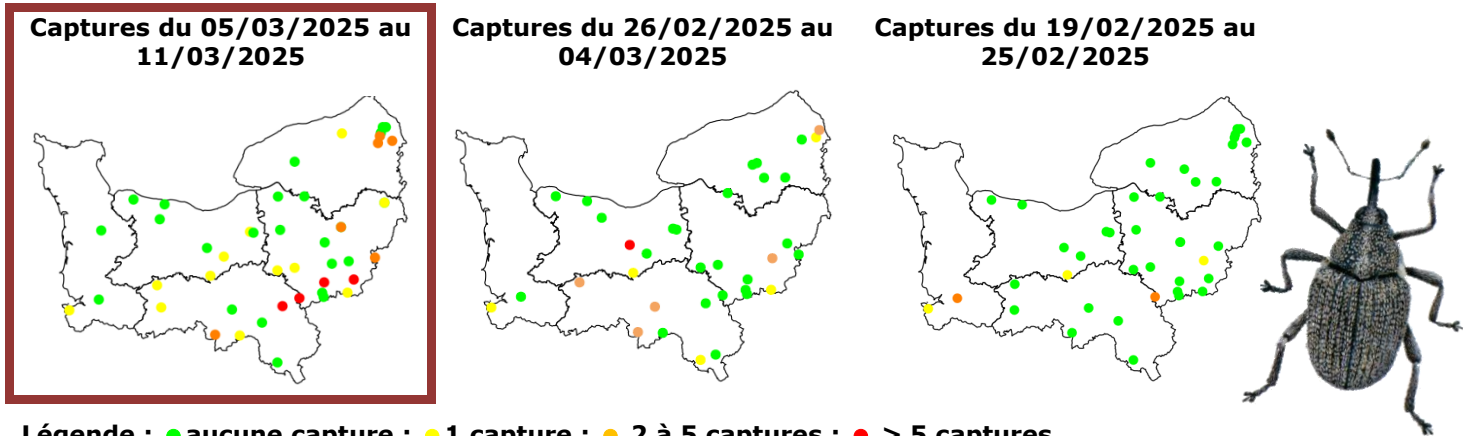 Captures du 05/03/2025 au
11/03/2025
Captures du 26/02/2025 au
04/03/2025
Captures du 19/02/2025 au
25/02/2025
Légende : aucune capture ; 1 capture ; 2 à 5 captures ; > 5 captures